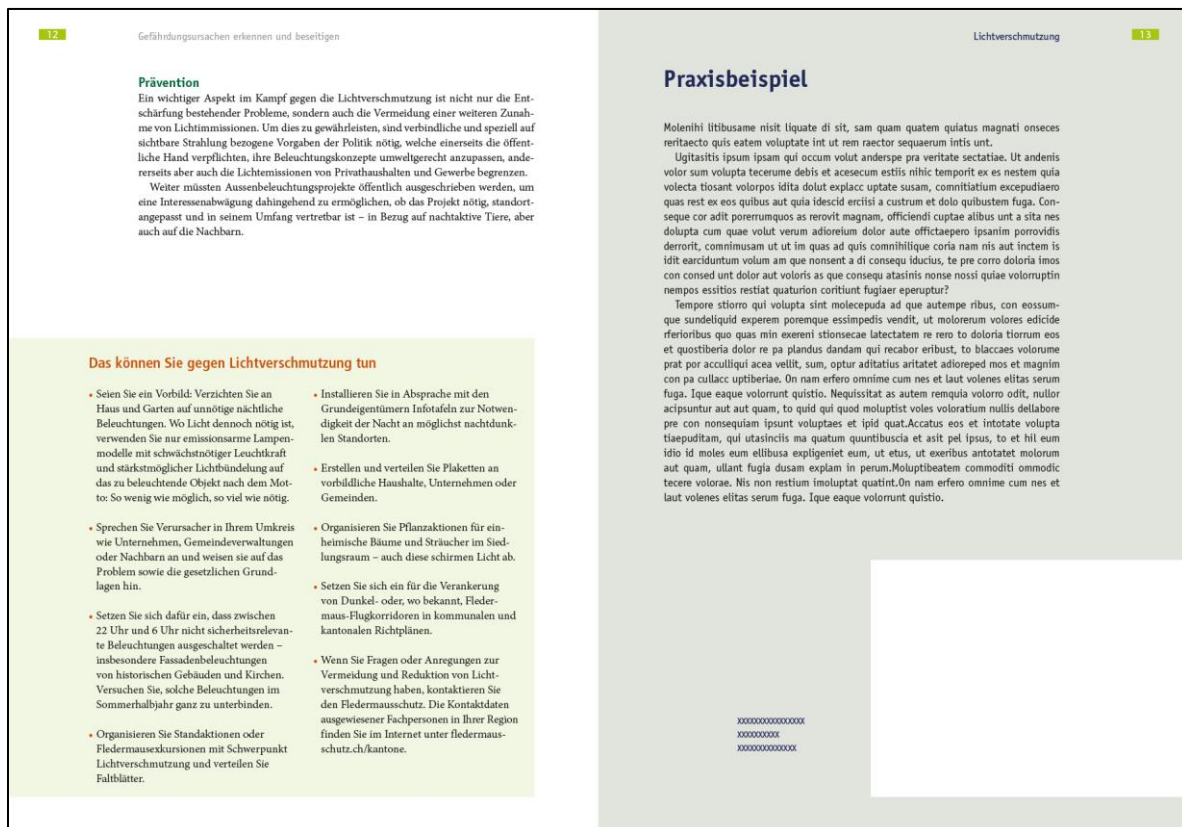 12
Gefährdungsursachen erkennen und beseitigen
Prävention
Ein wichtiger Aspekt im Kampf gegen die Lichtverschmutzung ist nicht nur die Ent-
schärfung bestehender Probleme, sondern auch die Vermeidung einer weiteren Zunah-
me von Lichtimmissionen. Um dies zu gewährleisten, sind verbindliche und speziell auf
sichtbare Strahlung bezogene Vorgaben der Politik nötig, welche einerseits die öffent-
liche Hand verpflichten, ihre Beleuchtungskonzepte umweltgerecht anzupassen, ande-
rerseits aber auch die Lichtemissionen von Privathaushalten und Gewerbe begrenzen.
Weiter müssten Aussenbeleuchtungsprojekte öffentlich ausgeschrieben werden, um
eine Interessenabwägung dahingehend zu ermöglichen, ob das Projekt nötig, standort-
angepasst und in seinem Umfang vertretbar ist – in Bezug auf nachtaktive Tiere, aber
auch auf die Nachbarn.
Das können Sie gegen Lichtverschmutzung tun
• Seien Sie ein Vorbild: Verzichten Sie an
Haus und Garten auf unnötige nächtliche
Beleuchtungen. Wo Licht dennoch nötig ist,
verwenden Sie nur emissionsarme Lampen-
modelle mit schwächstnötiger Leuchtkraft
und stärkstmöglicher Lichtbündelung auf
das zu beleuchtende Objekt nach dem Mot-
to: So wenig wie möglich, so viel wie nötig.
• Sprechen Sie Verursacher in Ihrem Umkreis
wie Unternehmen, Gemeindeverwaltungen
oder Nachbarn an und weisen sie auf das
Problem sowie die gesetzlichen Grund-
lagen hin.
• Setzen Sie sich dafür ein, dass zwischen
22 Uhr und 6 Uhr nicht sicherheitsrelevan-
te Beleuchtungen ausgeschaltet werden –
insbesondere Fassadenbeleuchtungen
von historischen Gebäuden und Kirchen.
Versuchen Sie, solche Beleuchtungen im
Sommerhalbjahr ganz zu unterbinden.
• Organisieren Sie Standaktionen oder
Fledermausexkursionen mit Schwerpunkt
Lichtverschmutzung und verteilen Sie
Faltblätter.
• Installieren Sie in Absprache mit den
Grundeigentümern Infotafeln zur Notwen-
digkeit der Nacht an möglichst nachtdunk-
len Standorten.
• Erstellen und verteilen Sie Plaketten an
vorbildliche Haushalte, Unternehmen oder
Gemeinden.
• Organisieren Sie Pflanzaktionen für ein-
heimische Bäume und Sträucher im Sied-
lungsraum – auch diese schirmen Licht ab.
• Setzen Sie sich ein für die Verankerung
von Dunkel- oder, wo bekannt, Fleder-
maus-Flugkorridoren in kommunalen und
kantonalen Richtplänen.
• Wenn Sie Fragen oder Anregungen zur
Vermeidung und Reduktion von Licht-
verschmutzung haben, kontaktieren Sie
den Fledermausschutz. Die Kontaktdaten
ausgewiesener Fachpersonen in Ihrer Region
finden Sie im Internet unter fledermaus-
schutz.ch/kantone.
Lichtverschmutzung
13
Praxisbeispiel
Molenihi litibusame nisit liquate di sit, sam quam quatem quiatus magnati onseces
reritaecto quis eatem voluptate int ut rem raector sequaerum intis unt.
Ugitasitis ipsum ipsam qui occum volut anderspe pra veritate sectatiae. Ut andenis
volor sum volupta tecerume debis et acesecum estiis nihic temporit ex es nestem quia
volecta tiosant volorpos idita dolut explacc uptate susam, comnitiatium excepudiaero
quas rest ex eos quibus aut quia idescid erciisi a custrum et dolo quibustem fuga. Con-
seque cor adit porerrumquos as rerovit magnam, officiendi cuptae alibus unt a sita nes
dolupta cum quae volut verum adioreium dolor aute offictaepero ipsanim porrovidis
derrorit, comnimusam ut ut im quas ad quis comnihilique coria nam nis aut inctem is
idit earciduntum volum am que nonsent a di consequ iducius, te pre corro doloria imos
con consed unt dolor aut voloris as que consequ atasinis nonse nossi quiae volorruptin
nempos essitios restiat quaturion coritiunt fugiaer eperuptur?
Tempore stiorro qui volupta sint molecepuda ad que autempe ribus, con eossum-
que sundeliquid experem poremque essimpedis vendit, ut molorerum volores edicide
rferioribus quo quas min exereni stionsecae latectatem re rero to doloria tiorrum eos
et quostiberia dolor re pa plandus dandam qui recabor eribust, to blaccaes volorume
prat por acculliqui acea vellit, sum, optur aditatius aritatet adioreped mos et magnim
con pa cullacc uptiberiae. On nam erfero omnime cum nes et laut volenes elitas serum
fuga. Ique eaque volorrunt quistio. Nequissitat as autem remquia volorro odit, nullor
acipsuntur aut aut quam, to quid qui quod moluptist voles voloratium nullis dellabore
pre con nonsequiam ipsunt voluptaes et ipid quat.Accatus eos et intotate volupta
tiaepuditam, qui utasinciis ma quatum quuntibuscia et asit pel ipsus, to et hil eum
idio id moles eum ellibusa expligeniet eum, ut etus, ut exeribus antotatet molorum
aut quam, ullant fugia dusam explam in perum.Moluptibeatem commoditi ommodic
tecere volorae. Nis non restium imoluptat quatint.On nam erfero omnime cum nes et
laut volenes elitas serum fuga. Ique eaque volorrunt quistio.
xxxxxxxxxxxxxxxx
xxxxxxxxxx
xxxxxxxxxxxxxx